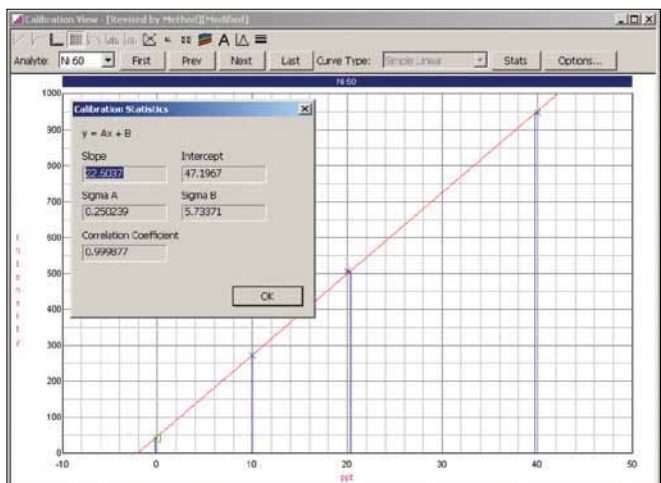 Calibration View - [Revised by Method][Modified]
Analyte: Ni 60 First Prev Next Last Curve Type: Simple Linear Stats Options...
Ni 60
Calibration Statistics
y = Ax + B
Slope Intercept
22.5037 47.1967
Sigma A Sigma B
0.250239 5.73371
Correlation Coefficient
0.999877
OK
1000
900
800
700
600
500
400
300
200
100
0
Intensity
-10 0 10 20 30 40 50
ppt